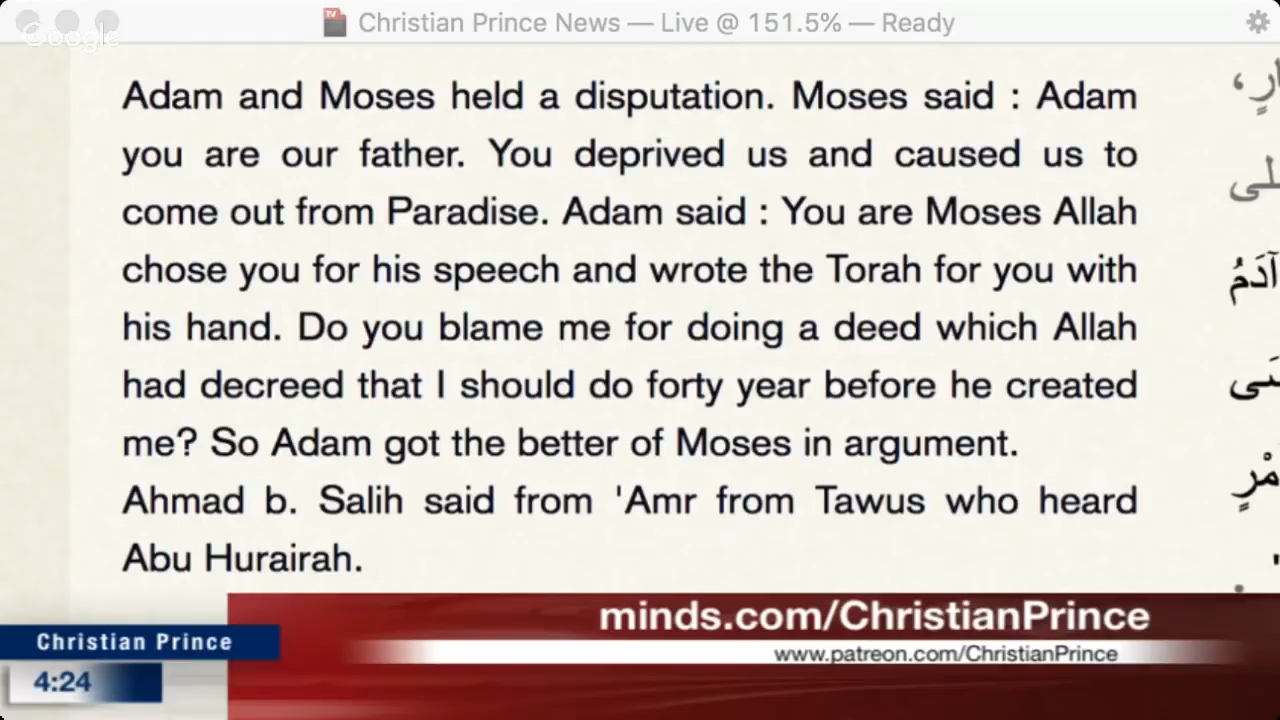 Christian Prince News — Live @ 151.5% — Ready
Google
TV
Adam and Moses held a disputation. Moses said : Adam
you are our father. You deprived us and caused us to
come out from Paradise. Adam said : You are Moses Allah
chose you for his speech and wrote the Torah for you with
his hand. Do you blame me for doing a deed which Allah
had decreed that I should do forty year before he created
me? So Adam got the better of Moses in argument.
Ahmad b. Salih said from 'Amr from Tawus who heard
Abu Hurairah.
آدَمُ
minds.com/ChristianPrince
www.patreon.com/ChristianPrince
Christian Prince
4:24